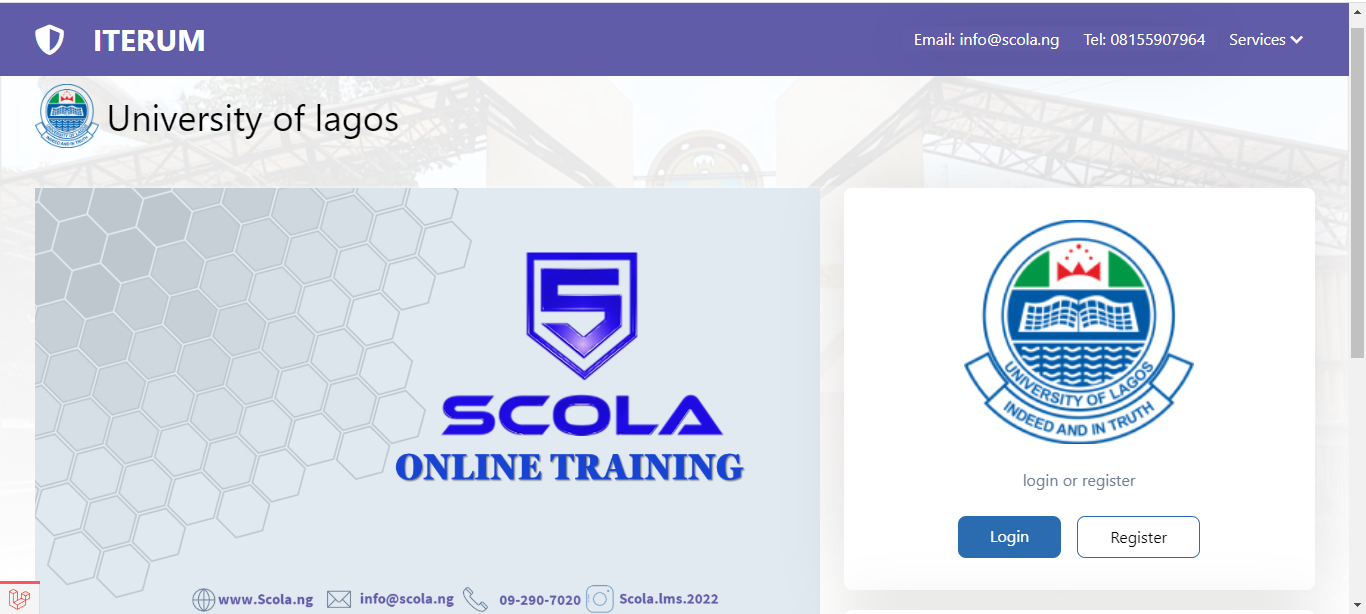 ITERUM
Email: info@scola.ng Tel: 08155907964 Services
University of lagos
SCOLA
ONLINE TRAINING
www.Scola.ng info@scola.ng 09-290-7020 Scola.lms.2022
UNIVERSITY OF LAGOS
INDEED AND IN TRUTH
login or register
Login Register